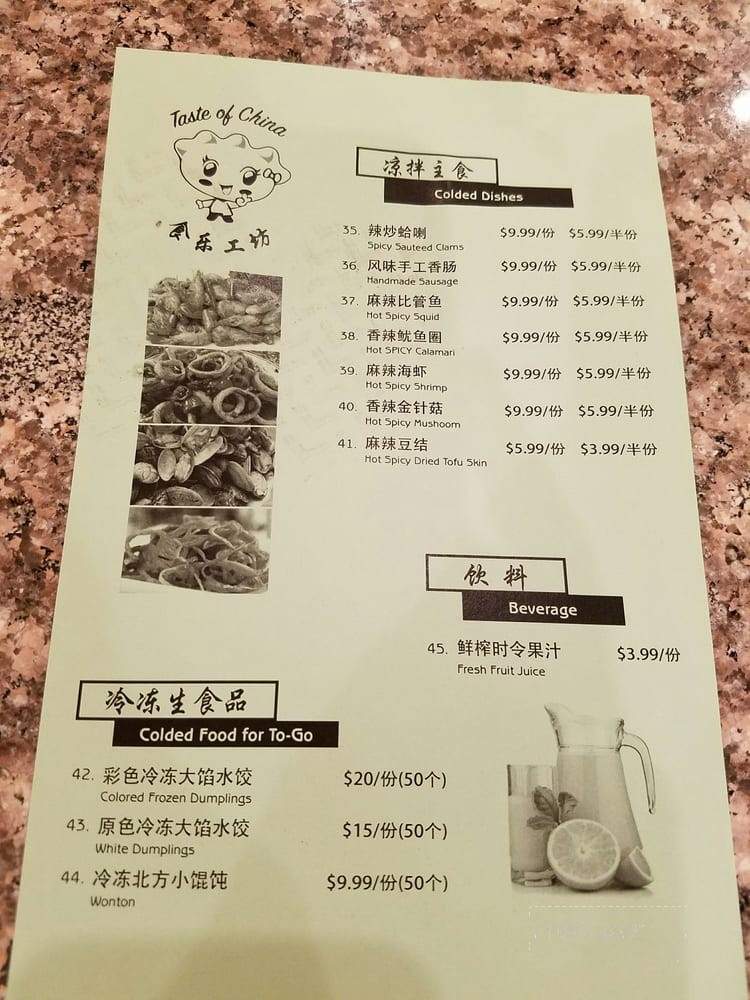 Taste of China
乐工坊
凉拌主食
Colded Dishes
35. 辣炒蛤喇 $9.99/份 $5.99/半份
Spicy Sauteed Clams
36. 风味手工香肠 $9.99/份 $5.99/半份
Handmade Sausage
37. 麻辣比管鱼 $9.99/份 $5.99/半份
Hot Spicy Squid
38. 香辣鱿鱼圈 $9.99/份 $5.99/半份
Hot SPICY Calamari
39. 麻辣海虾 $9.99/份 $5.99/半份
Hot Spicy Shrimp
40. 香辣金针菇 $9.99/份 $5.99/半份
Hot Spicy Mushoom
41. 麻辣豆结 $5.99/份 $3.99/半份
Hot Spicy Dried Tofu Skin
饮料
Beverage
45. 鲜榨时令果汁 $3.99/份
Fresh Fruit Juice
冷冻生食品
Colded Food for To-Go
42. 彩色冷冻大馅水饺 $20/份(50个)
Colored Frozen Dumplings
43. 原色冷冻大馅水饺 $15/份(50个)
White Dumplings
44. 冷冻北方小馄饨 $9.99/份(50个)
Wonton